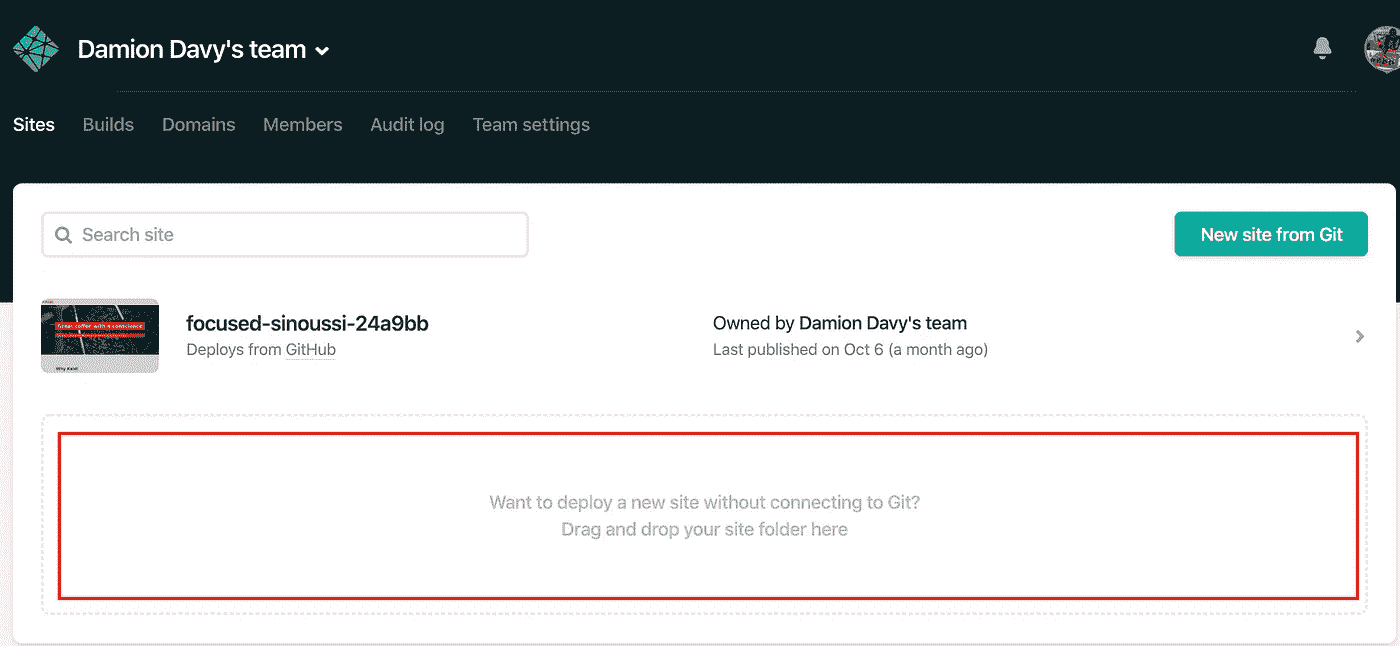 Damion Davy's team
Sites Builds Domains Members Audit log Team settings
Search site
New site from Git
Great coffee with a conscience
focused-sinoussi-24a9bb
Deploys from GitHub
Owned by Damion Davy's team
Last published on Oct 6 (a month ago)
Why Kaldi
Want to deploy a new site without connecting to Git?
Drag and drop your site folder here